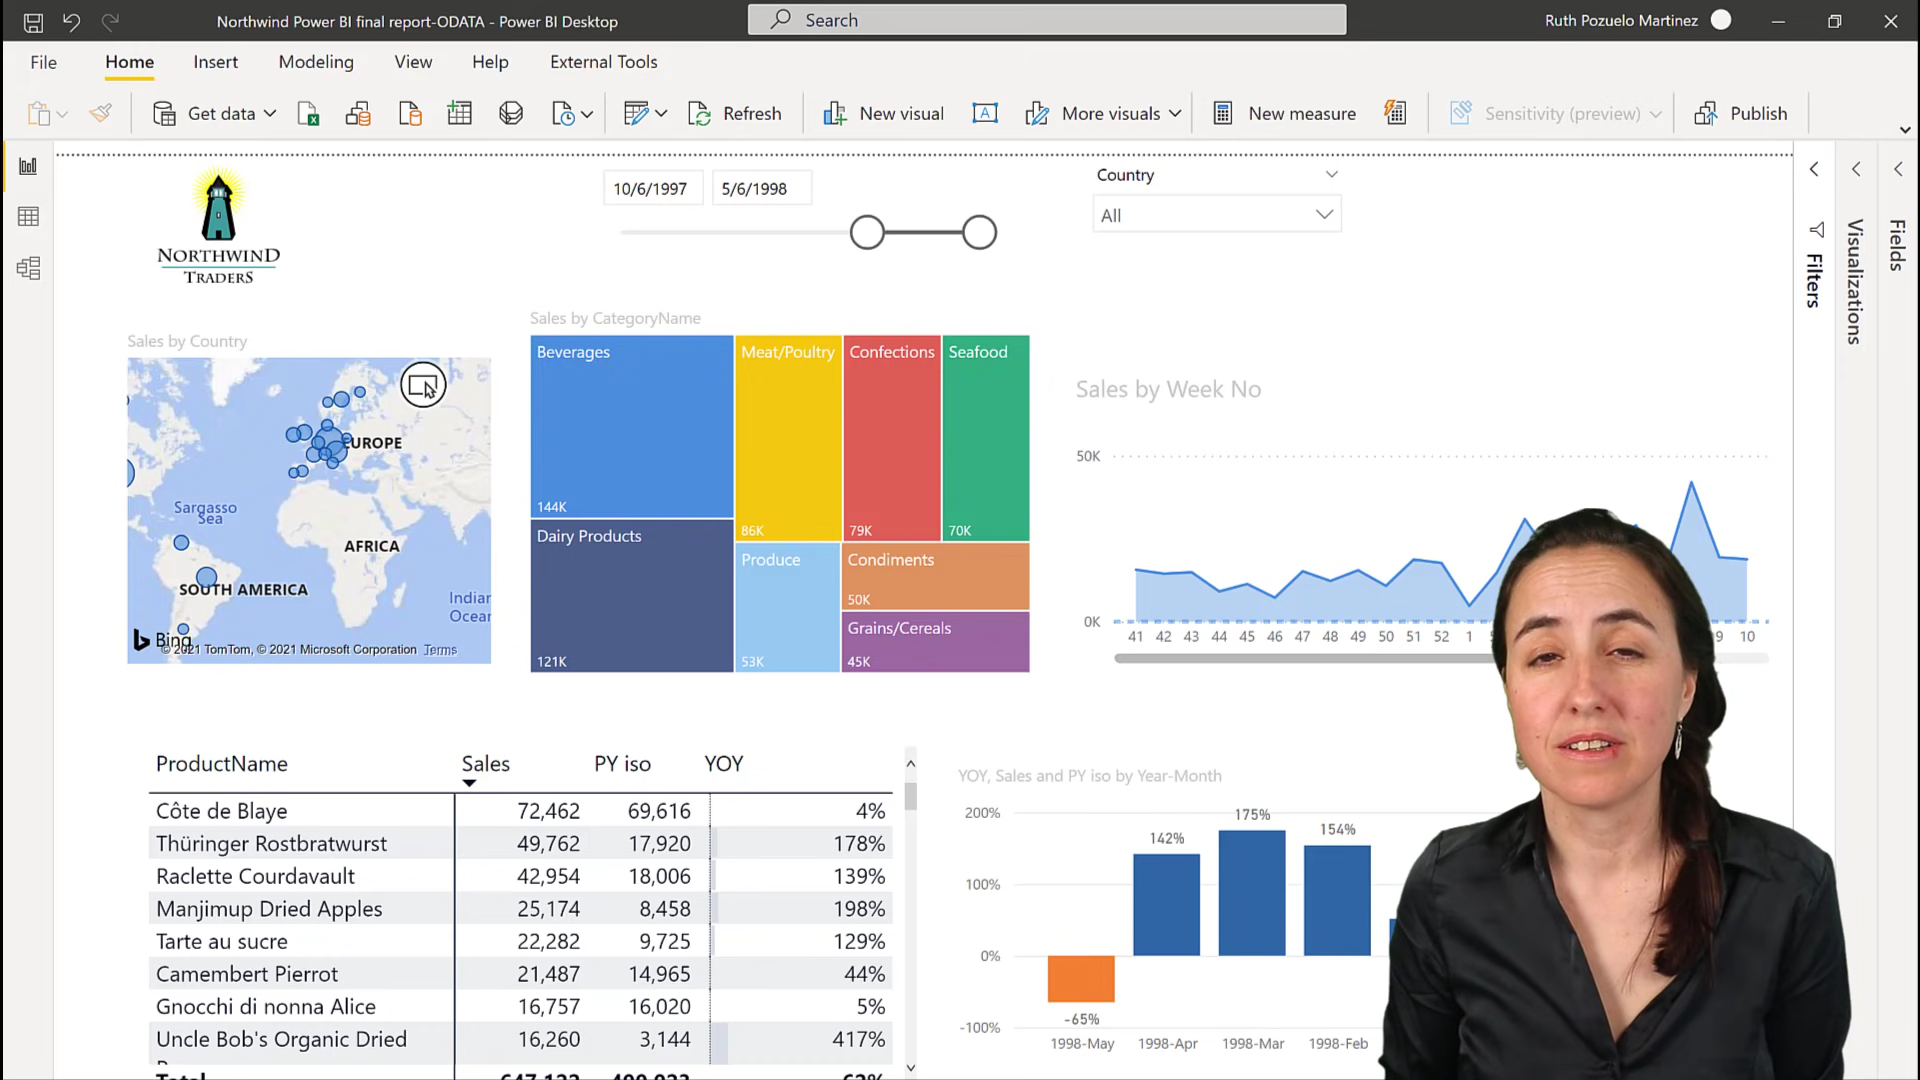 Northwind Power BI final report-ODATA - Power BI Desktop
Search
Ruth Pozuelo Martinez
File Home Insert Modeling View Help External Tools
Get data Refresh New visual More visuals New measure Sensitivity (preview) Publish
NORTHWIND
TRADERS
10/6/1997 5/6/1998
Country
All
Filters
Visualizations
Fields
Sales by Country
EUROPE
Sargasso
Sea
AFRICA
SOUTH AMERICA
Indian
Ocean
Bing
© 2021 TomTom, © 2021 Microsoft Corporation Terms
Sales by CategoryName
Beverages
144K
Dairy Products
121K
Meat/Poultry
86K
Confections
79K
Seafood
70K
Produce
53K
Condiments
50K
Grains/Cereals
45K
Sales by Week No
50K
0K
41 42 43 44 45 46 47 48 49 50 51 52 1 10
ProductName Sales PY iso YOY
Côte de Blaye 72,462 69,616 4%
Thüringer Rostbratwurst 49,762 17,920 178%
Raclette Courdavault 42,954 18,006 139%
Manjimup Dried Apples 25,174 8,458 198%
Tarte au sucre 22,282 9,725 129%
Camembert Pierrot 21,487 14,965 44%
Gnocchi di nonna Alice 16,757 16,020 5%
Uncle Bob's Organic Dried 16,260 3,144 417%
Total
YOY, Sales and PY iso by Year-Month
200%
100%
0%
-100%
-65%
142%
175%
154%
1998-May 1998-Apr 1998-Mar 1998-Feb